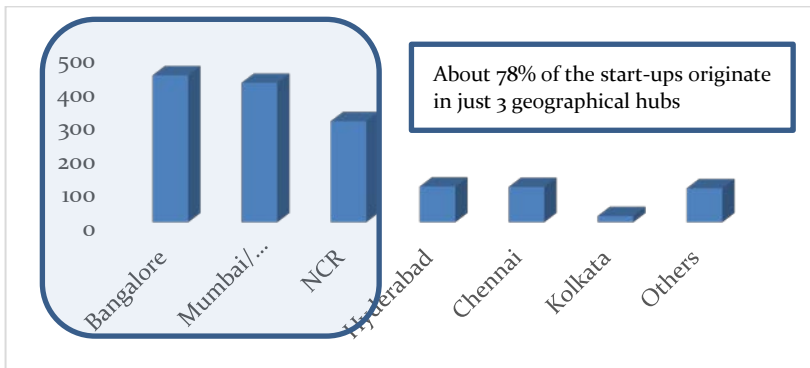 500
400
300
200
100
0
About 78% of the start-ups originate
in just 3 geographical hubs
Bangalore
Mumbai/...
NCR
Hyderabad
Chennai
Kolkata
Others